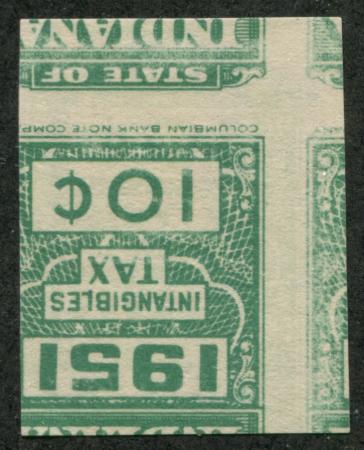 1951
INTANGIBLES
TAX
10¢
COLUMBIAN BANK NOTE COMP
STATE OF
INDIANA